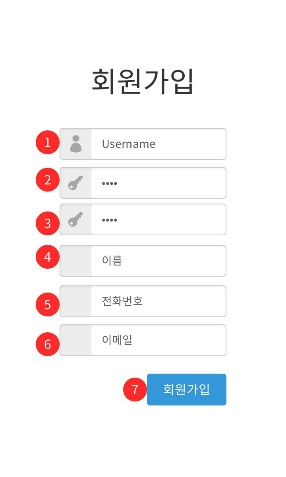 회원가입
1 Username
2 ••••
3 ••••
4 이름
5 전화번호
6 이메일
7 회원가입